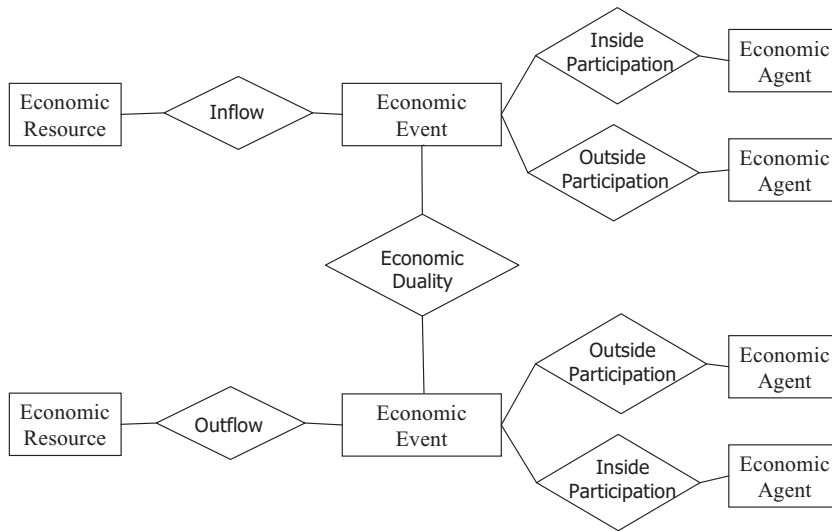 Inside
Participation
Economic
Agent
Economic
Resource
Inflow
Economic
Event
Outside
Participation
Economic
Agent
Economic
Duality
Outside
Participation
Economic
Agent
Economic
Resource
Outflow
Economic
Event
Inside
Participation
Economic
Agent